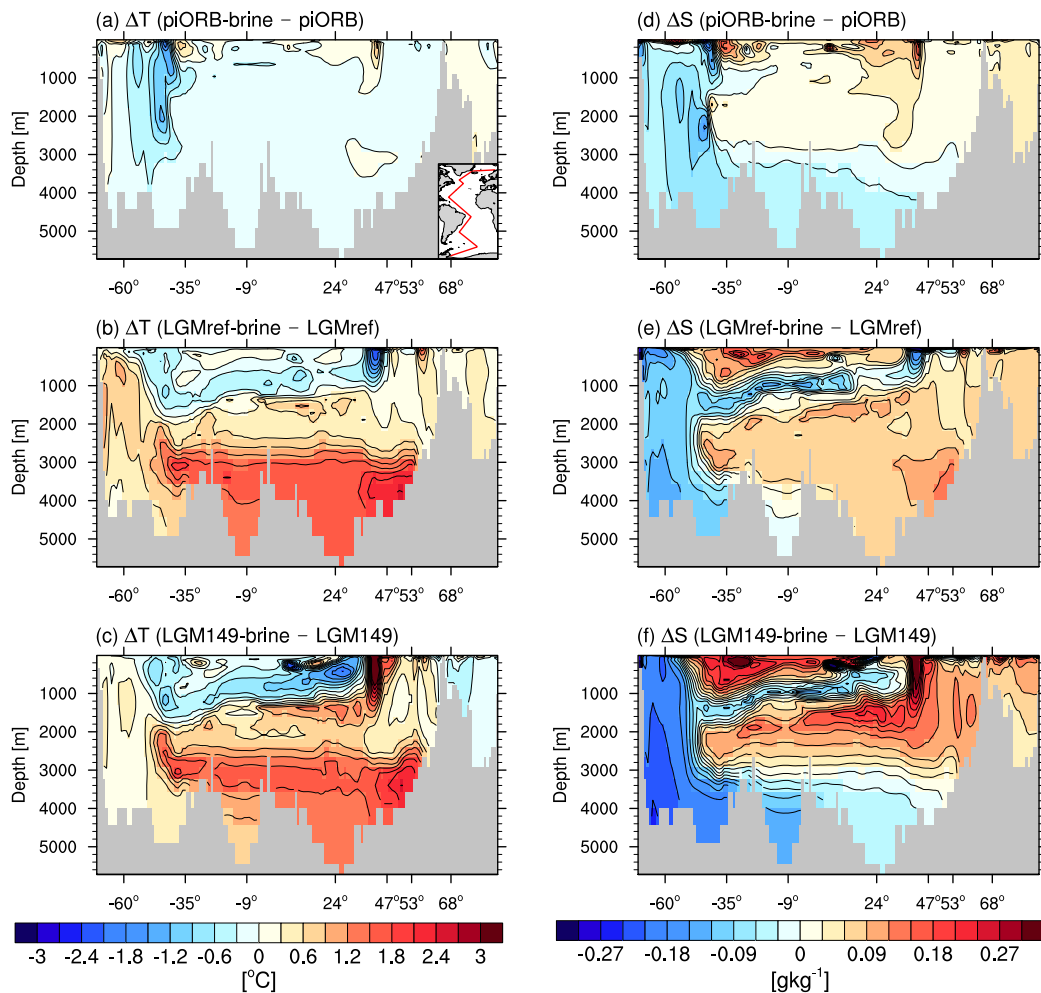 (a) ΔT (piORB-brine − piORB)
(d) ΔS (piORB-brine − piORB)
Depth [m]
1000
2000
3000
4000
5000
-60° -35° -9° 24° 47°53° 68°
Depth [m]
1000
2000
3000
4000
5000
-60° -35° -9° 24° 47°53° 68°
(b) ΔT (LGMref-brine − LGMref)
(e) ΔS (LGMref-brine − LGMref)
Depth [m]
1000
2000
3000
4000
5000
-60° -35° -9° 24° 47°53° 68°
Depth [m]
1000
2000
3000
4000
5000
-60° -35° -9° 24° 47°53° 68°
(c) ΔT (LGM149-brine − LGM149)
(f) ΔS (LGM149-brine − LGM149)
Depth [m]
1000
2000
3000
4000
5000
-60° -35° -9° 24° 47°53° 68°
Depth [m]
1000
2000
3000
4000
5000
-60° -35° -9° 24° 47°53° 68°
-3 -2.4 -1.8 -1.2 -0.6 0 0.6 1.2 1.8 2.4 3
[°C]
-0.27 -0.18 -0.09 0 0.09 0.18 0.27
[gkg⁻¹]